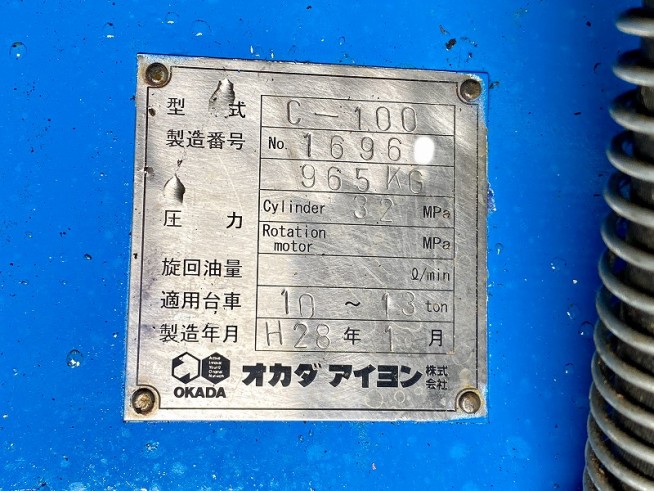 型 式 C-100
製造番号 No. 1696
965KG
圧 力 Cylinder 32 MPa
Rotation motor MPa
旋回油量 ℓ/min
適用台車 10 ~ 13 ton
製造年月 H28 年 1 月
OKADA オカダ アイヨン 株式会社